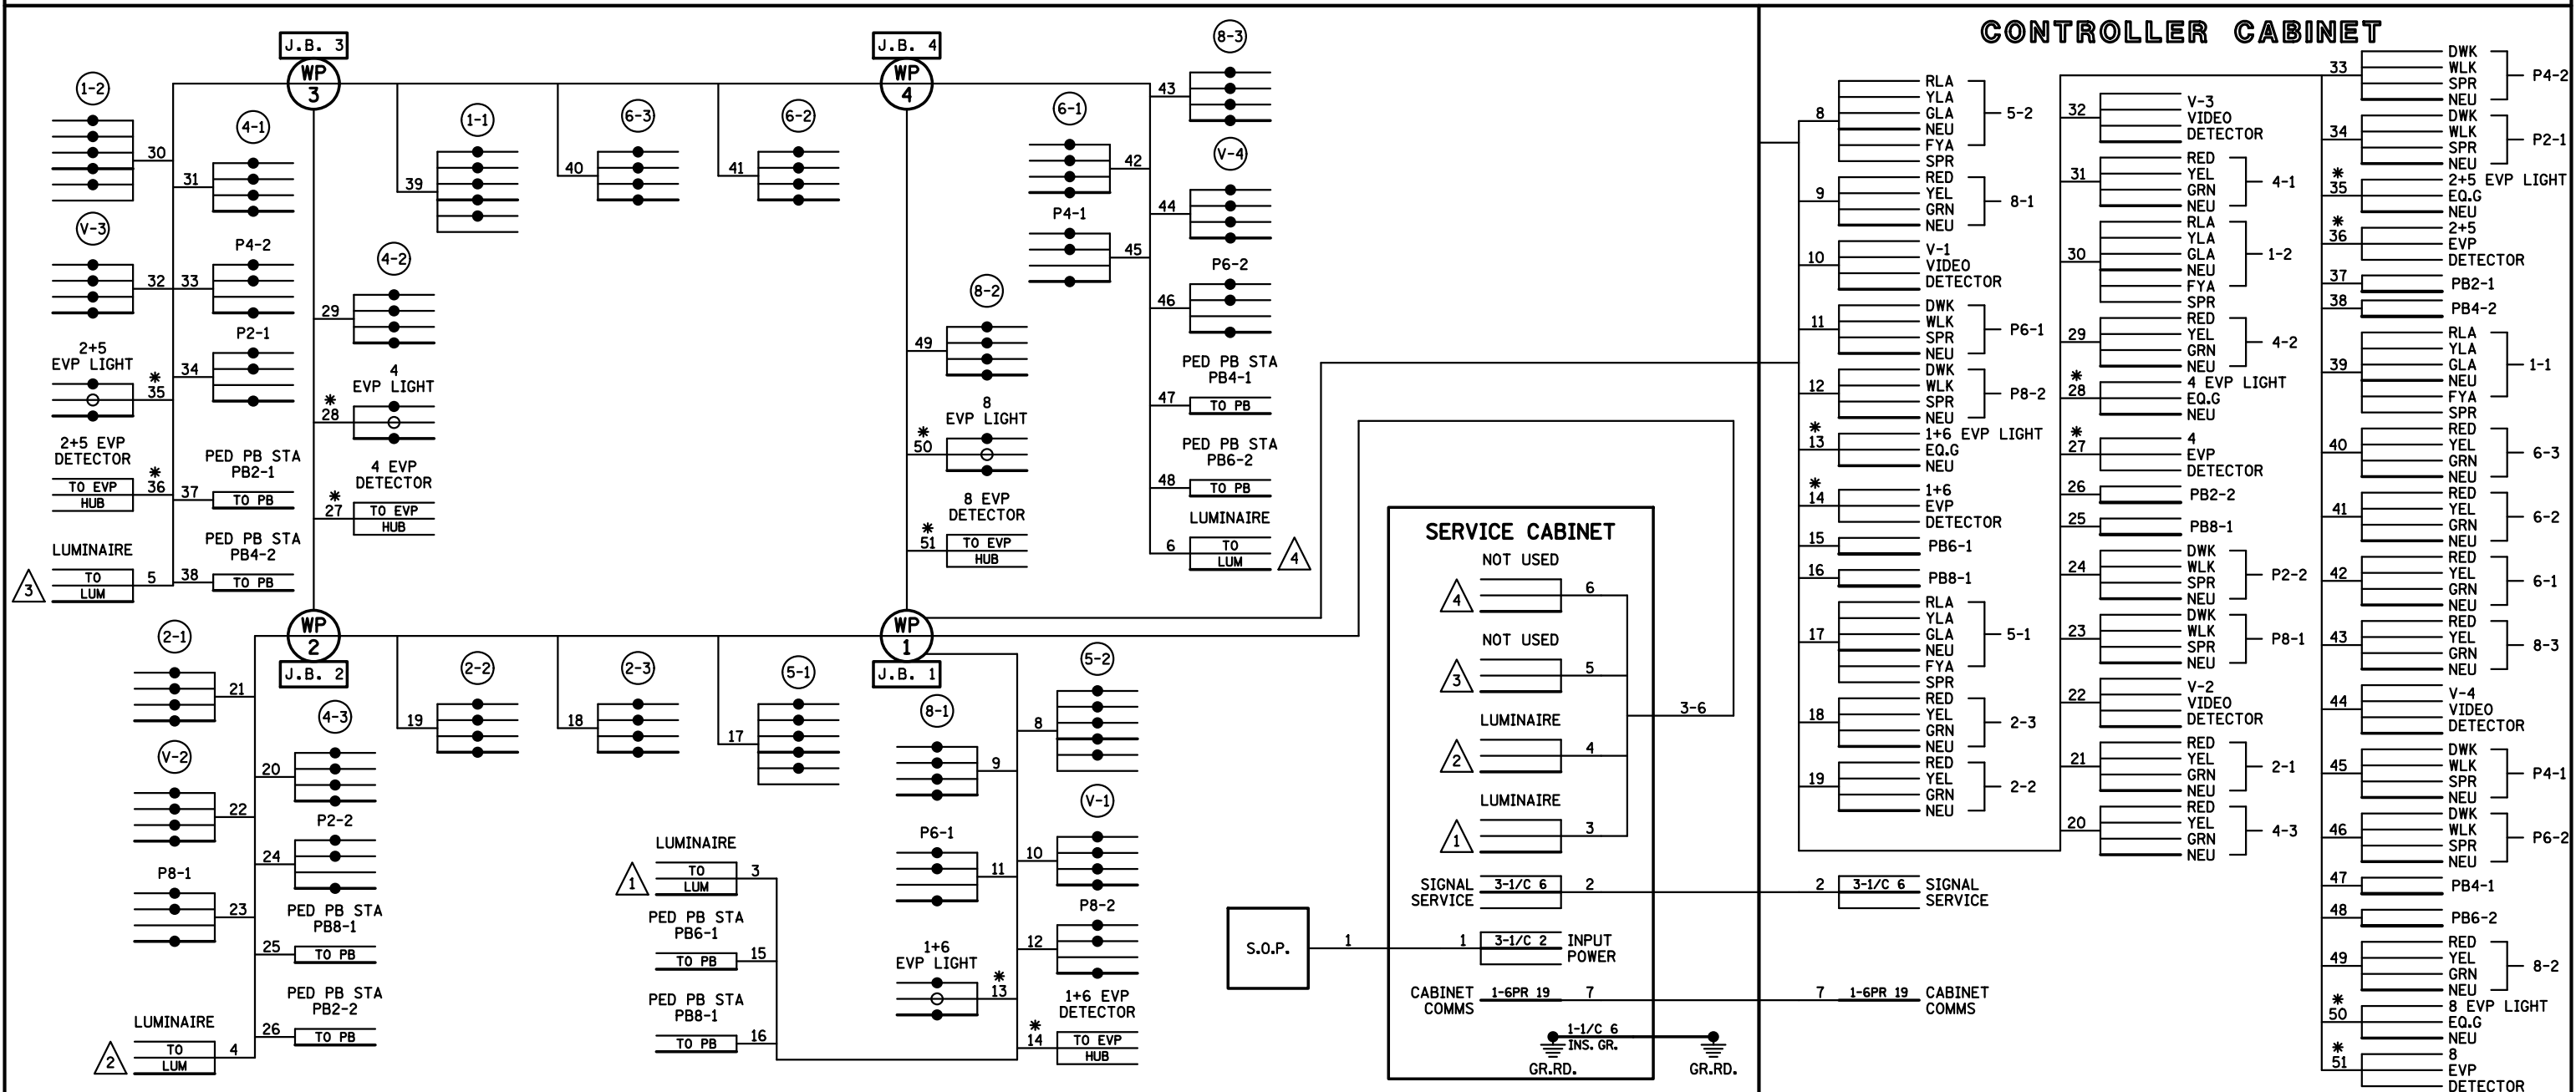 CONTROLLER CABINET
J.B. 3
WP
3
J.B. 4
WP
4
1-2
30
4-1
31
V-3
32
P4-2
33
P2-1
34
2+5
EVP LIGHT
*
35
2+5 EVP
DETECTOR
*
36
TO EVP
HUB
PED PB STA
PB2-1
37
TO PB
PED PB STA
PB4-2
38
TO PB
LUMINAIRE
3
TO
LUM
5
4-2
29
4
EVP LIGHT
*
28
4 EVP
DETECTOR
*
27
TO EVP
HUB
1-1
39
6-3
40
6-2
41
8-3
43
6-1
42
V-4
44
P4-1
45
P6-2
46
PED PB STA
PB4-1
47
TO PB
PED PB STA
PB6-2
48
TO PB
LUMINAIRE
6
TO
LUM
4
8-2
49
8
EVP LIGHT
*
50
8 EVP
DETECTOR
*
51
TO EVP
HUB
WP
2
J.B. 2
WP
1
J.B. 1
2-1
21
4-3
20
V-2
22
P2-2
24
P8-1
23
PED PB STA
PB8-1
25
TO PB
PED PB STA
PB2-2
26
TO PB
LUMINAIRE
2
TO
LUM
4
2-2
19
2-3
18
5-1
17
8-1
9
5-2
8
V-1
10
P6-1
11
P8-2
12
1+6
EVP LIGHT
*
13
1+6 EVP
DETECTOR
*
14
TO EVP
HUB
LUMINAIRE
1
TO
LUM
3
PED PB STA
PB6-1
TO PB
15
PED PB STA
PB8-1
TO PB
16
SERVICE CABINET
NOT USED
4
6
NOT USED
3
5
3-6
LUMINAIRE
2
4
LUMINAIRE
1
3
SIGNAL
SERVICE
3-1/C 6
2
2
3-1/C 6
SIGNAL
SERVICE
S.O.P.
1
1
3-1/C 2
INPUT
POWER
CABINET
COMMS
1-6PR 19
7
7
1-6PR 19
CABINET
COMMS
1-1/C 6
INS. GR.
GR.RD.
GR.RD.
8
RLA
YLA
GLA
NEU
FYA
SPR
5-2
9
RED
YEL
GRN
NEU
8-1
10
V-1
VIDEO
DETECTOR
11
DWK
WLK
SPR
NEU
P6-1
12
DWK
WLK
SPR
NEU
P8-2
*
13
1+6 EVP LIGHT
EQ.G
NEU
*
14
1+6
EVP
DETECTOR
15
PB6-1
16
PB8-1
17
RLA
YLA
GLA
NEU
FYA
SPR
5-1
18
RED
YEL
GRN
NEU
2-3
19
RED
YEL
GRN
NEU
2-2
32
V-3
VIDEO
DETECTOR
31
RED
YEL
GRN
NEU
4-1
30
RLA
YLA
GLA
NEU
FYA
SPR
1-2
29
RED
YEL
GRN
NEU
4-2
*
28
4 EVP LIGHT
EQ.G
NEU
*
27
4
EVP
DETECTOR
26
PB2-2
25
PB8-1
24
DWK
WLK
SPR
NEU
P2-2
23
DWK
WLK
SPR
NEU
P8-1
22
V-2
VIDEO
DETECTOR
21
RED
YEL
GRN
NEU
2-1
20
RED
YEL
GRN
NEU
4-3
33
DWK
WLK
SPR
NEU
P4-2
34
DWK
WLK
SPR
NEU
P2-1
*
35
2+5 EVP LIGHT
EQ.G
NEU
*
36
2+5
EVP
DETECTOR
37
PB2-1
38
PB4-2
39
RLA
YLA
GLA
NEU
FYA
SPR
1-1
40
RED
YEL
GRN
NEU
6-3
41
RED
YEL
GRN
NEU
6-2
42
RED
YEL
GRN
NEU
6-1
43
RED
YEL
GRN
NEU
8-3
44
V-4
VIDEO
DETECTOR
45
DWK
WLK
SPR
NEU
P4-1
46
DWK
WLK
SPR
NEU
P6-2
47
PB4-1
48
PB6-2
49
RED
YEL
GRN
NEU
8-2
*
50
8 EVP LIGHT
EQ.G
NEU
*
51
8
EVP
DETECTOR